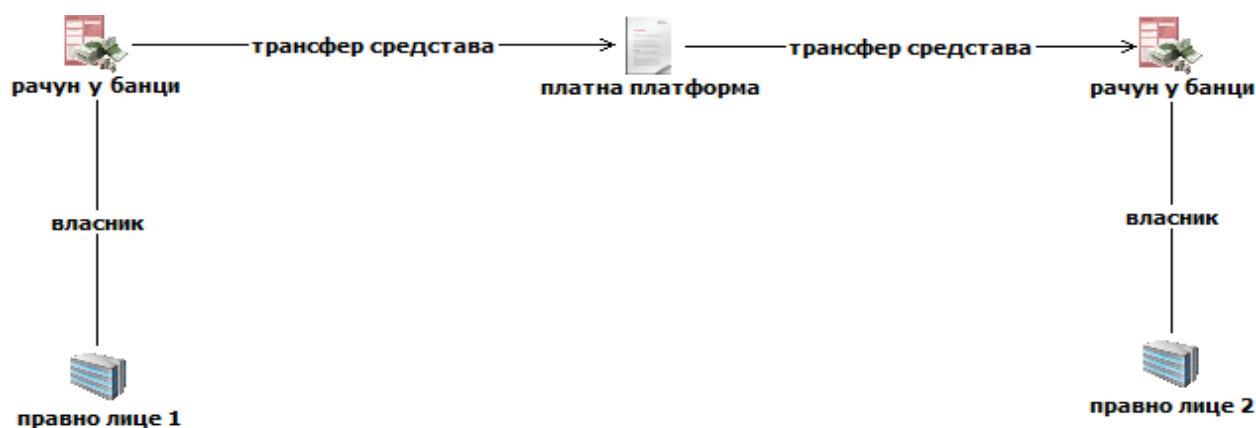 трансфер средстава
трансфер средстава
рачун у банци
платна платформа
рачун у банци
власник
власник
правно лице 1
правно лице 2